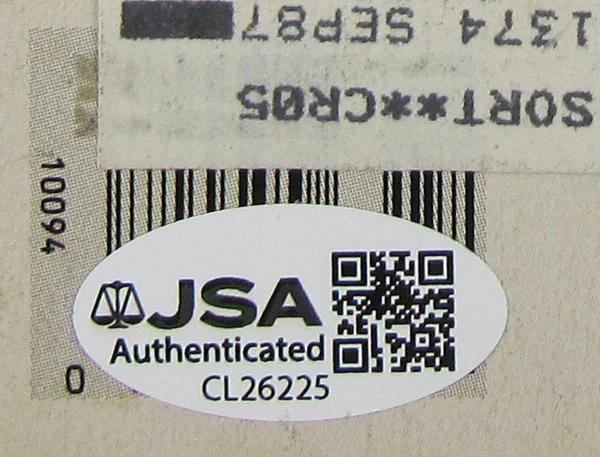 SORT**CR05
1374 SEP87
10094
0
JSA
Authenticated
CL26225